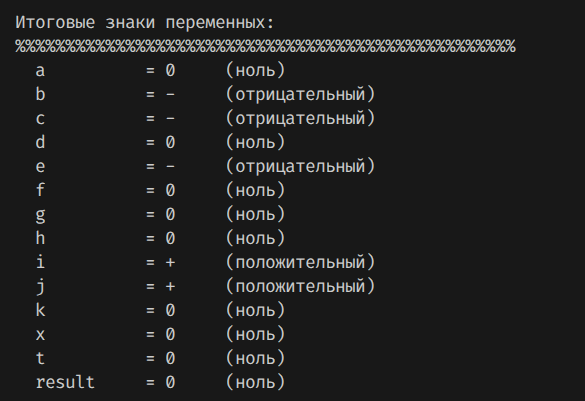 Итоговые знаки переменных:
%%%%%%%%%%%%%%%%%%%%%%%%%%%%%%%%%%%%%%%%%%%%%%%%%%
a = 0 (ноль)
b = - (отрицательный)
c = - (отрицательный)
d = 0 (ноль)
e = - (отрицательный)
f = 0 (ноль)
g = 0 (ноль)
h = 0 (ноль)
i = + (положительный)
j = + (положительный)
k = 0 (ноль)
x = 0 (ноль)
t = 0 (ноль)
result = 0 (ноль)